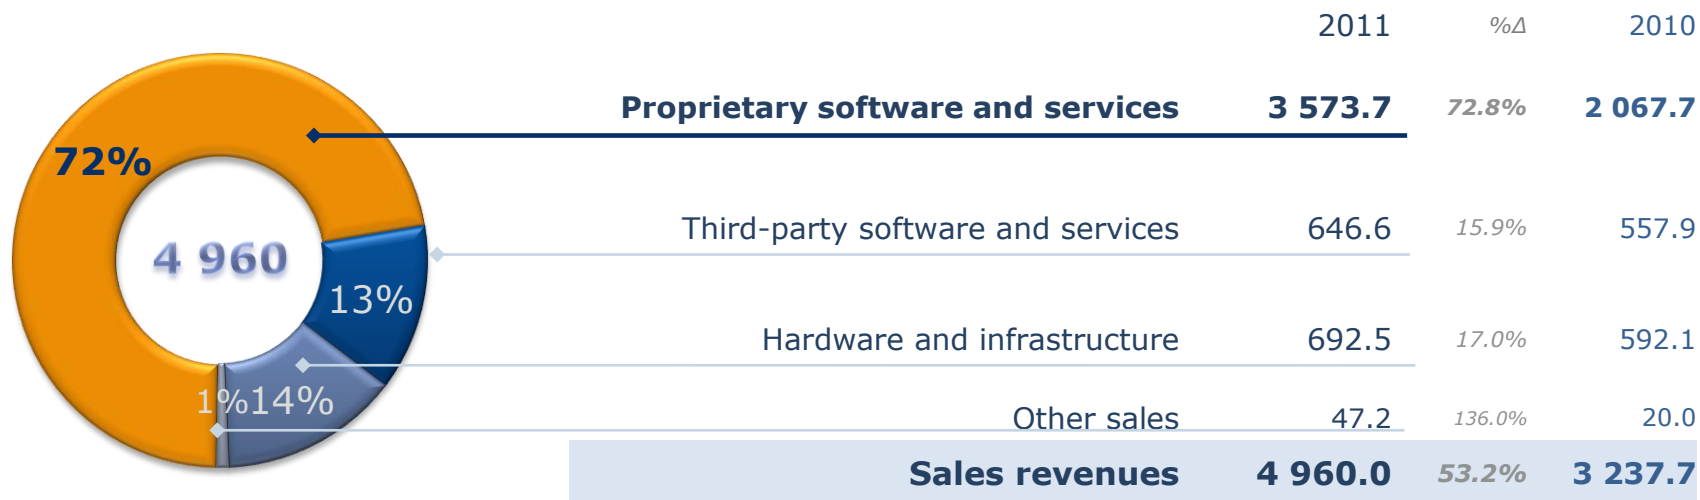 2011 %Δ 2010
Proprietary software and services 3 573.7 72.8% 2 067.7
72%
Third-party software and services 646.6 15.9% 557.9
4 960
13%
Hardware and infrastructure 692.5 17.0% 592.1
1% 14%
Other sales 47.2 136.0% 20.0
Sales revenues 4 960.0 53.2% 3 237.7